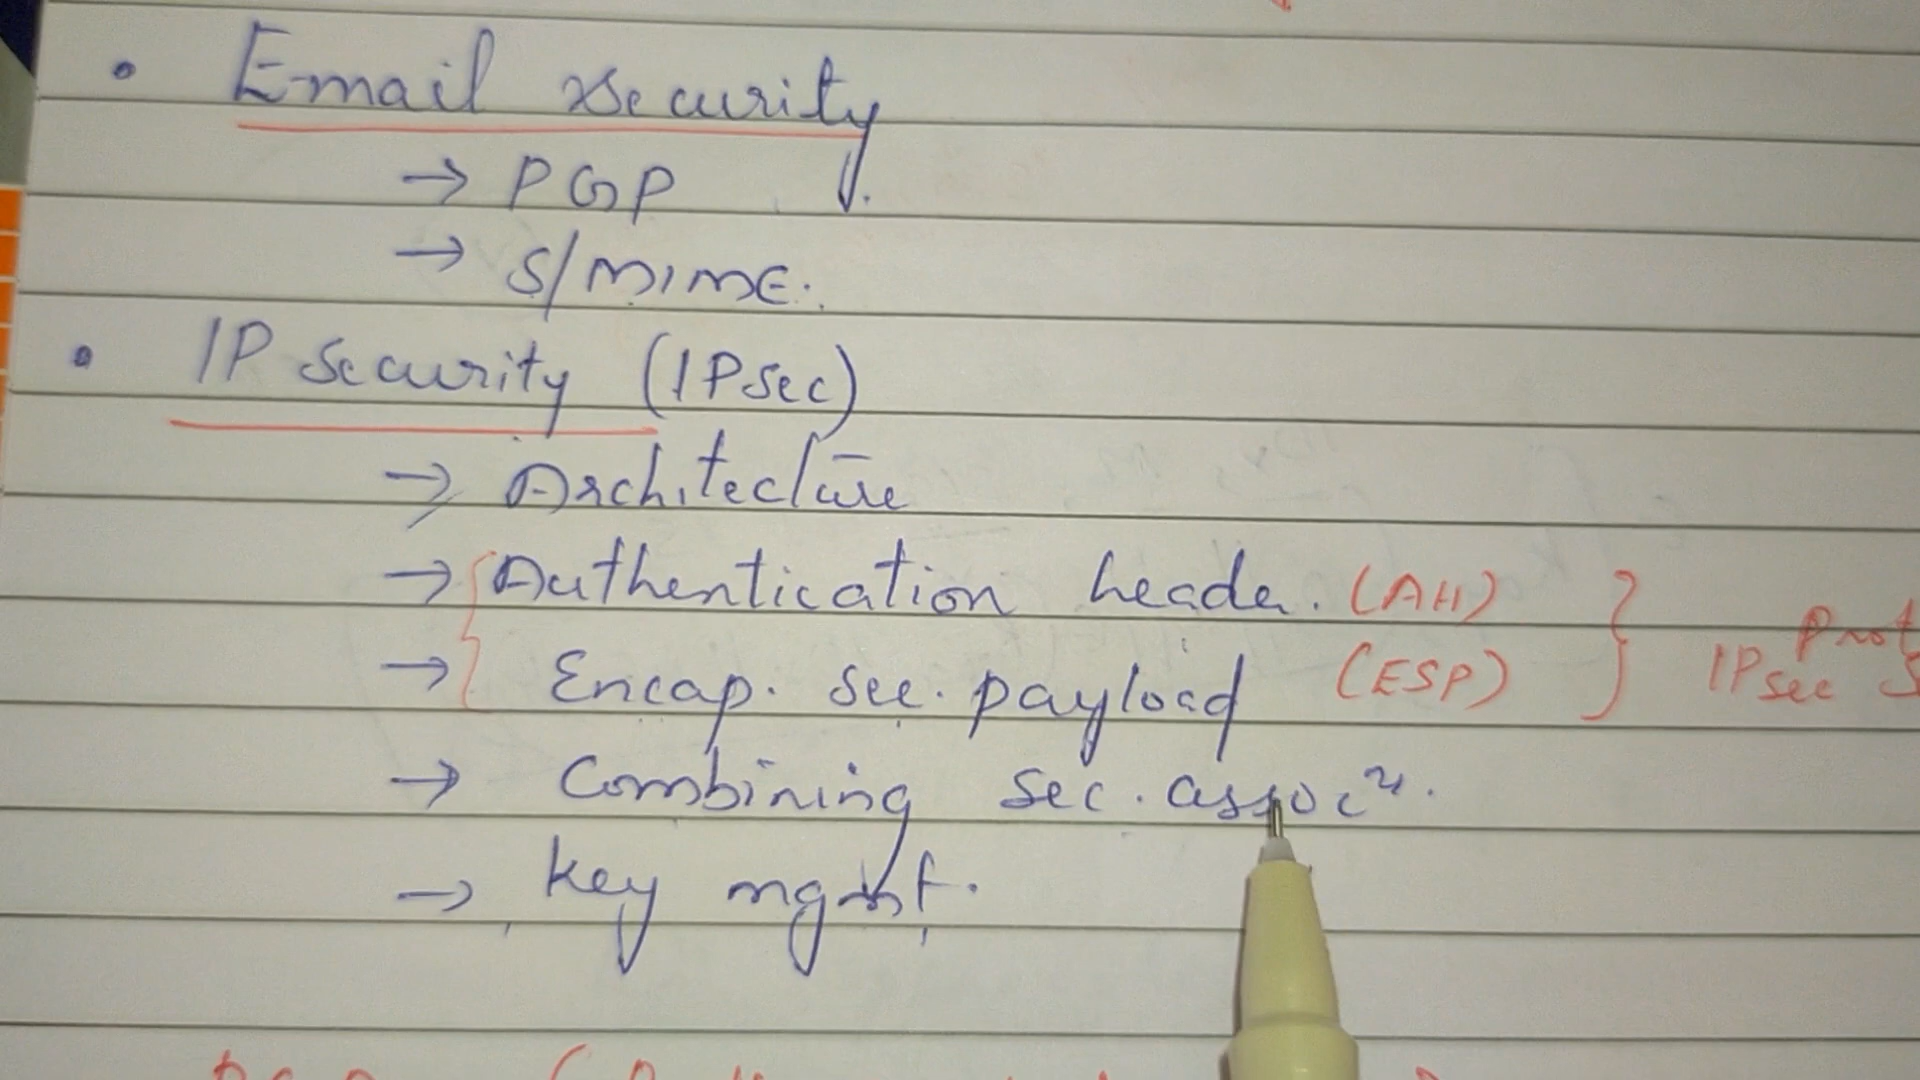 • Email Security
→ PGP
→ S/MIME.
• IP Security (IPsec)
→ Architecture
→ Authentication header. (AH)
→ Encap. Sec. payload (ESP)
IPsec
→ Combining Sec. assocⁿ.
→ Key mgmt.